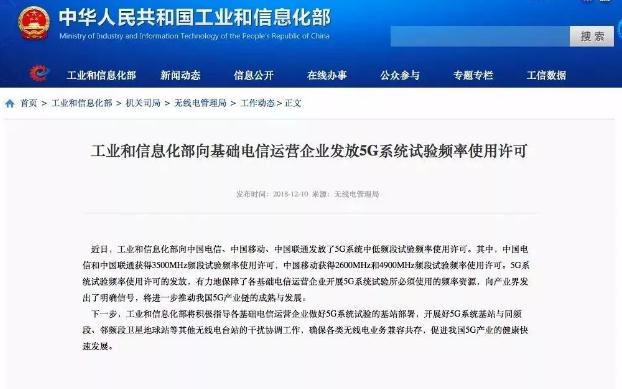 中华人民共和国工业和信息化部
Ministry of Industry and Information Technology of the People's Republic of China
搜 索
工业和信息化部 新闻动态 信息公开 在线办事 公众参与 专题专栏 工信数据
首页 > 工业和信息化部 > 机关司局 > 无线电管理局 > 工作动态>正文
工业和信息化部向基础电信运营企业发放5G系统试验频率使用许可
发布时间：2018-12-10 来源：无线电管理局
近日，工业和信息化部向中国电信、中国移动、中国联通发放了5G系统中低频段试验频率使用许可。其中，中国电
信和中国联通获得3500MHz频段试验频率使用许可，中国移动获得2600MHz和4900MHz频段试验频率使用许可。5G系
统试验频率使用许可的发放，有力地保障了各基础电信运营企业开展5G系统试验所必须使用的频率资源，向产业界发
出了明确信号，将进一步推动我国5G产业链的成熟与发展。
下一步，工业和信息化部将积极指导各基础电信运营企业做好5G系统试验的基站部署，开展好5G系统基站与同频
段、邻频段卫星地球站等其他无线电台站的干扰协调工作，确保各类无线电业务兼容共存，促进我国5G产业的健康快
速发展。